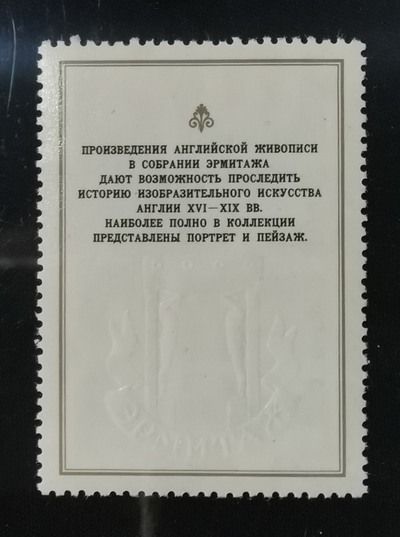 ПРОИЗВЕДЕНИЯ АНГЛИЙСКОЙ ЖИВОПИСИ
В СОБРАНИИ ЭРМИТАЖА
ДАЮТ ВОЗМОЖНОСТЬ ПРОСЛЕДИТЬ
ИСТОРИЮ ИЗОБРАЗИТЕЛЬНОГО ИСКУССТВА
АНГЛИИ XVI—XIX ВВ.
НАИБОЛЕЕ ПОЛНО В КОЛЛЕКЦИИ
ПРЕДСТАВЛЕНЫ ПОРТРЕТ И ПЕЙЗАЖ.